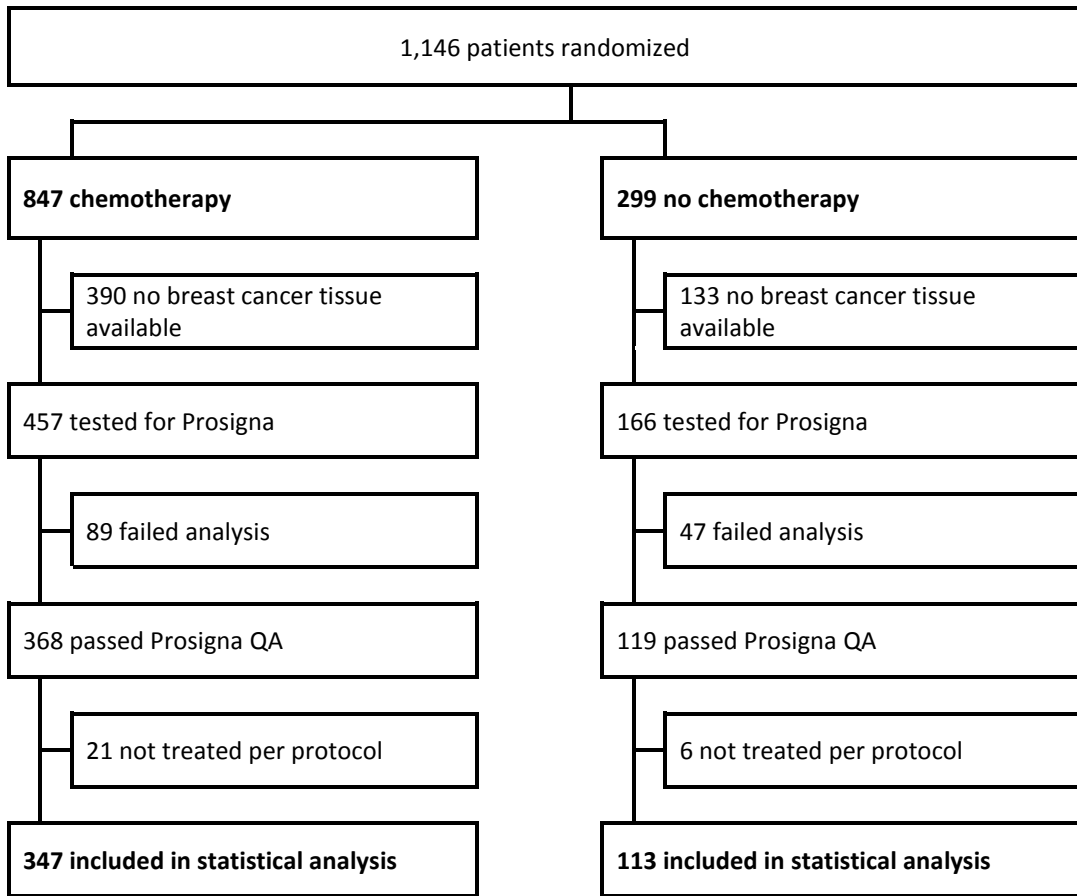 1,146 patients randomized
847 chemotherapy
299 no chemotherapy
390 no breast cancer tissue
available
133 no breast cancer tissue
available
457 tested for Prosigna
166 tested for Prosigna
89 failed analysis
47 failed analysis
368 passed Prosigna QA
119 passed Prosigna QA
21 not treated per protocol
6 not treated per protocol
347 included in statistical analysis
113 included in statistical analysis